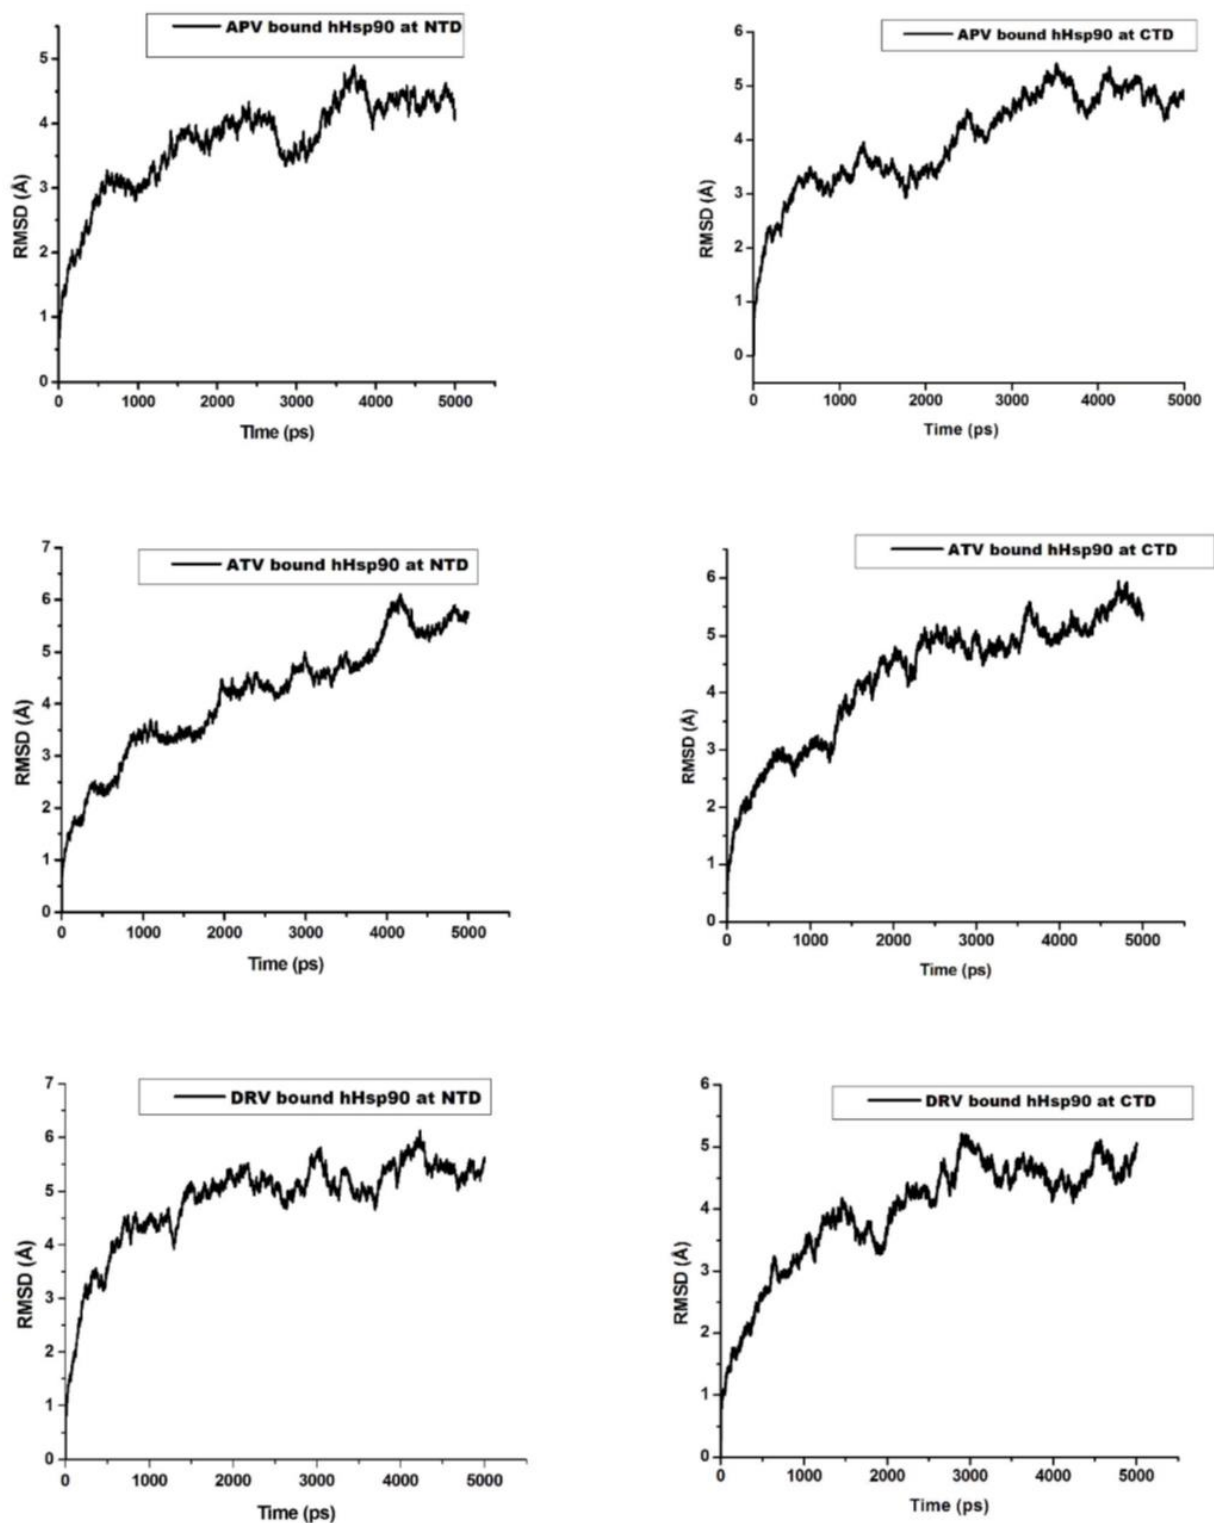 APV bound hHsp90 at NTD
5
4
3
2
1
0
RMSD (Å)
0 1000 2000 3000 4000 5000
Time (ps)
APV bound hHsp90 at CTD
6
5
4
3
2
1
0
RMSD (Å)
0 1000 2000 3000 4000 5000
Time (ps)
ATV bound hHsp90 at NTD
7
6
5
4
3
2
1
0
RMSD (Å)
0 1000 2000 3000 4000 5000
Time (ps)
ATV bound hHsp90 at CTD
6
5
4
3
2
1
0
RMSD (Å)
0 1000 2000 3000 4000 5000
Time (ps)
DRV bound hHsp90 at NTD
7
6
5
4
3
2
1
0
RMSD (Å)
0 1000 2000 3000 4000 5000
Time (ps)
DRV bound hHsp90 at CTD
6
5
4
3
2
1
0
RMSD (Å)
0 1000 2000 3000 4000 5000
Time (ps)